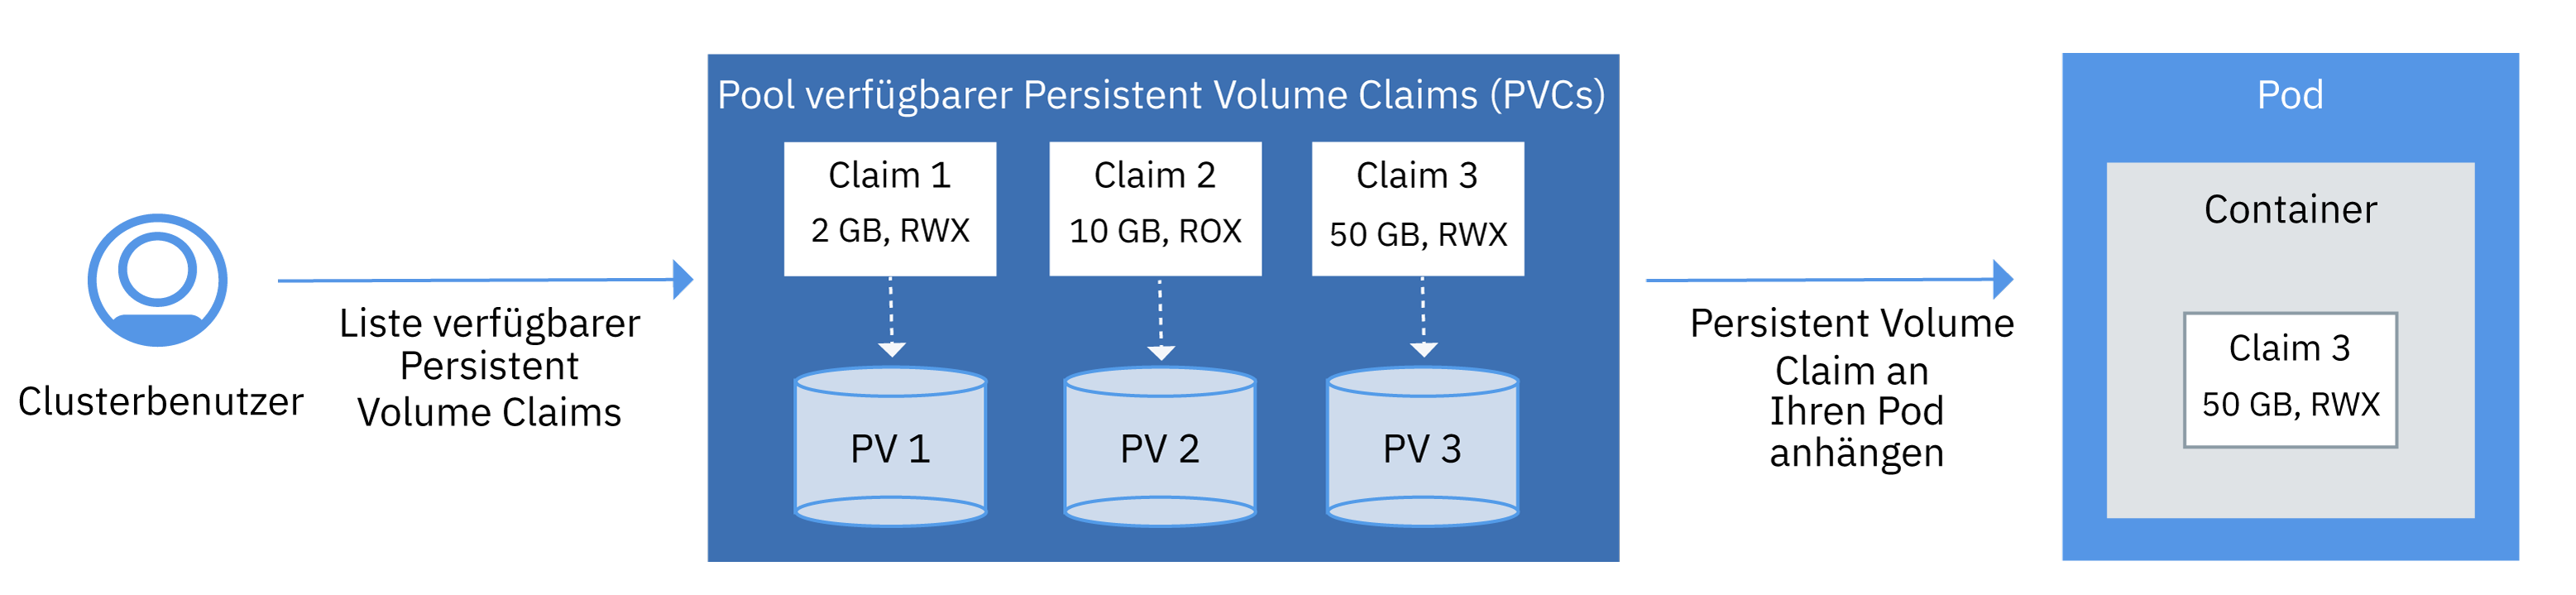 Clusterbenutzer
Liste verfügbarer
Persistent
Volume Claims
Pool verfügbarer Persistent Volume Claims (PVCs)
Claim 1
2 GB, RWX
Claim 2
10 GB, ROX
Claim 3
50 GB, RWX
PV 1
PV 2
PV 3
Persistent Volume
Claim an
Ihren Pod
anhängen
Pod
Container
Claim 3
50 GB, RWX